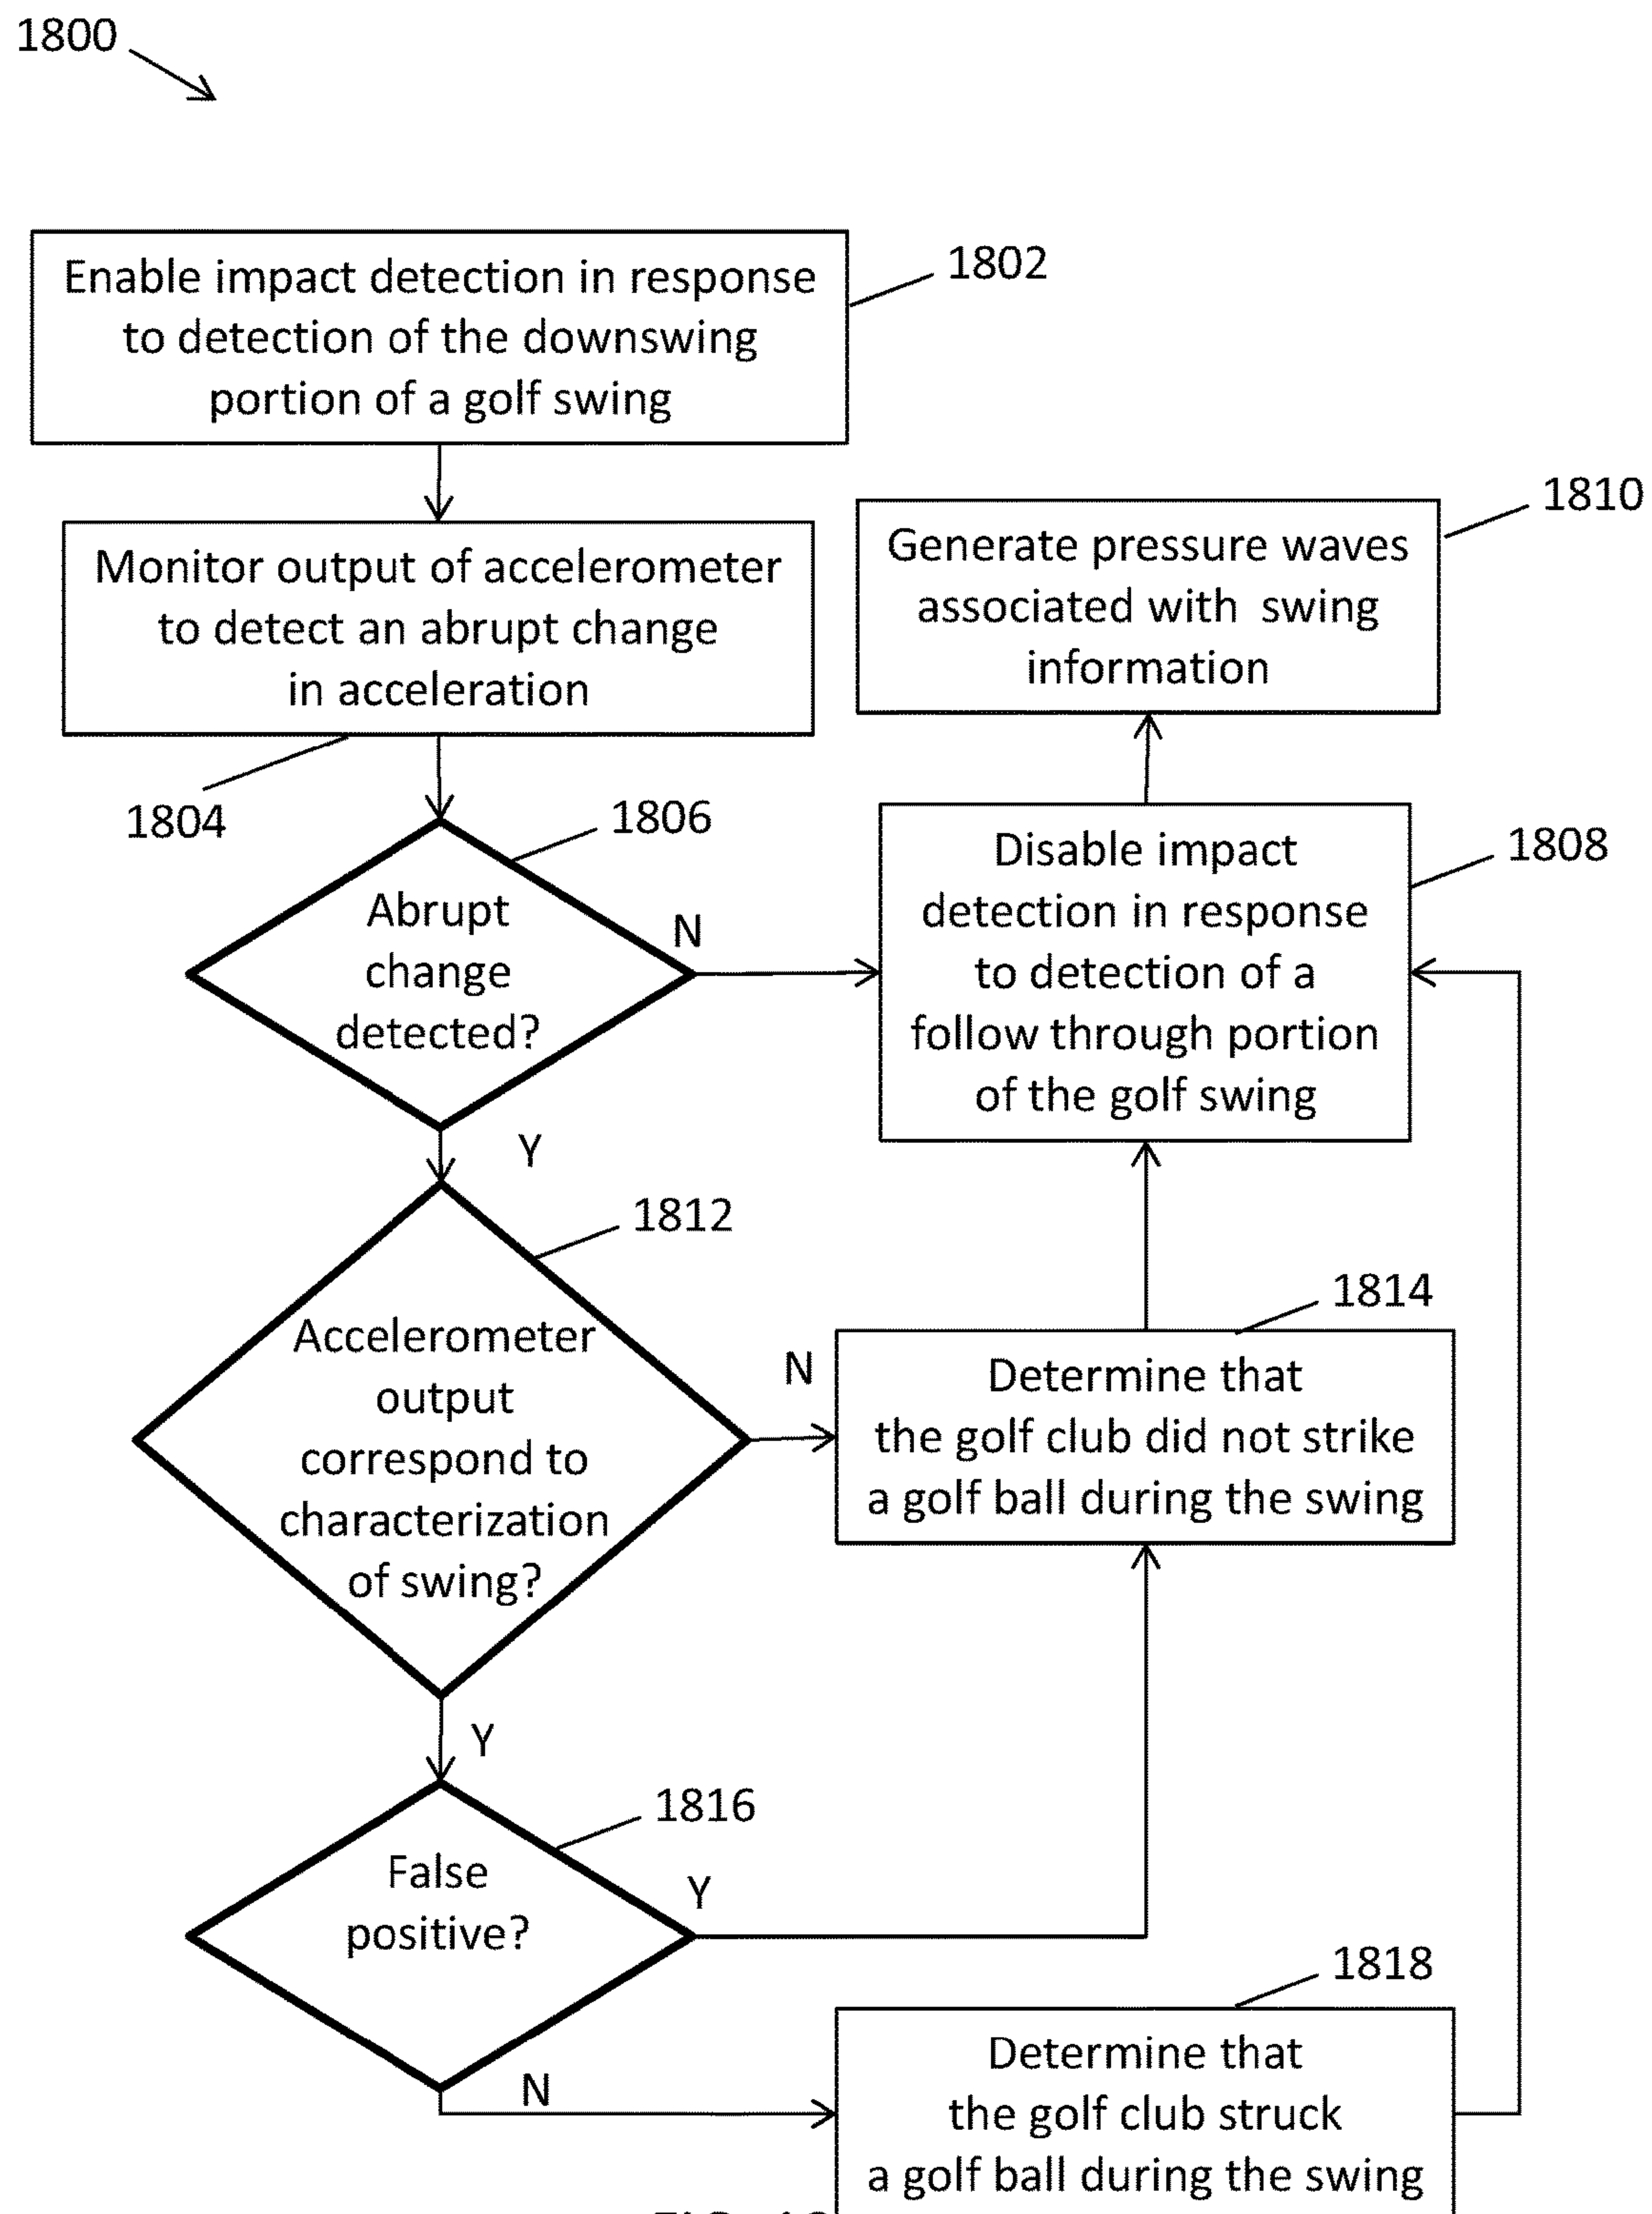 1800
Enable impact detection in response
to detection of the downswing
portion of a golf swing
1802
Monitor output of accelerometer
to detect an abrupt change
in acceleration
1804
1810
Generate pressure waves
associated with swing
information
1806
Abrupt
change
detected?
N
Y
1808
Disable impact
detection in response
to detection of a
follow through portion
of the golf swing
1812
Accelerometer
output
correspond to
characterization
of swing?
N
Y
1814
Determine that
the golf club did not strike
a golf ball during the swing
1816
False
positive?
Y
N
1818
Determine that
the golf club struck
a golf ball during the swing